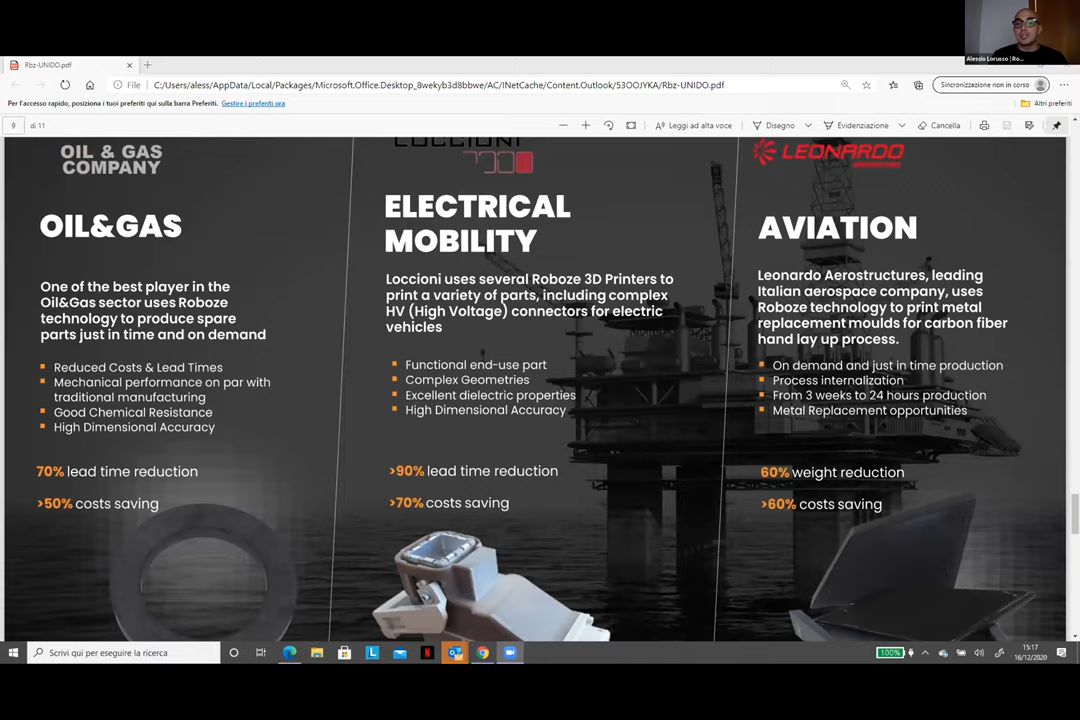 Alessio Lorusso | Ro...
Rbz-UNIDO.pdf
File
C:/Users/aless/AppData/Local/Packages/Microsoft.Office.Desktop_8wekyb3d8bbwe/AC/INetCache/Content.Outlook/53OOJYKA/Rbz-UNIDO.pdf
Sincronizzazione non in corso
Per l'accesso rapido, posiziona i tuoi preferiti qui sulla barra Preferiti. Gestire i preferiti ora
Altri preferiti
9 di 11
Leggi ad alta voce
Disegno
Evidenziazione
Cancella
OIL & GAS
COMPANY
OIL&GAS
One of the best player in the
Oil&Gas sector uses Roboze
technology to produce spare
parts just in time and on demand
Reduced Costs & Lead Times
Mechanical performance on par with
traditional manufacturing
Good Chemical Resistance
High Dimensional Accuracy
70% lead time reduction
>50% costs saving
LOCCIONI
ELECTRICAL
MOBILITY
Loccioni uses several Roboze 3D Printers to
print a variety of parts, including complex
HV (High Voltage) connectors for electric
vehicles
Functional end-use part
Complex Geometries
Excellent dielectric properties
High Dimensional Accuracy
>90% lead time reduction
>70% costs saving
LEONARDO
AVIATION
Leonardo Aerostructures, leading
Italian aerospace company, uses
Roboze technology to print metal
replacement moulds for carbon fiber
hand lay up process.
On demand and just in time production
Process internalization
From 3 weeks to 24 hours production
Metal Replacement opportunities
60% weight reduction
>60% costs saving
Scrivi qui per eseguire la ricerca
100%
15:17
16/12/2020